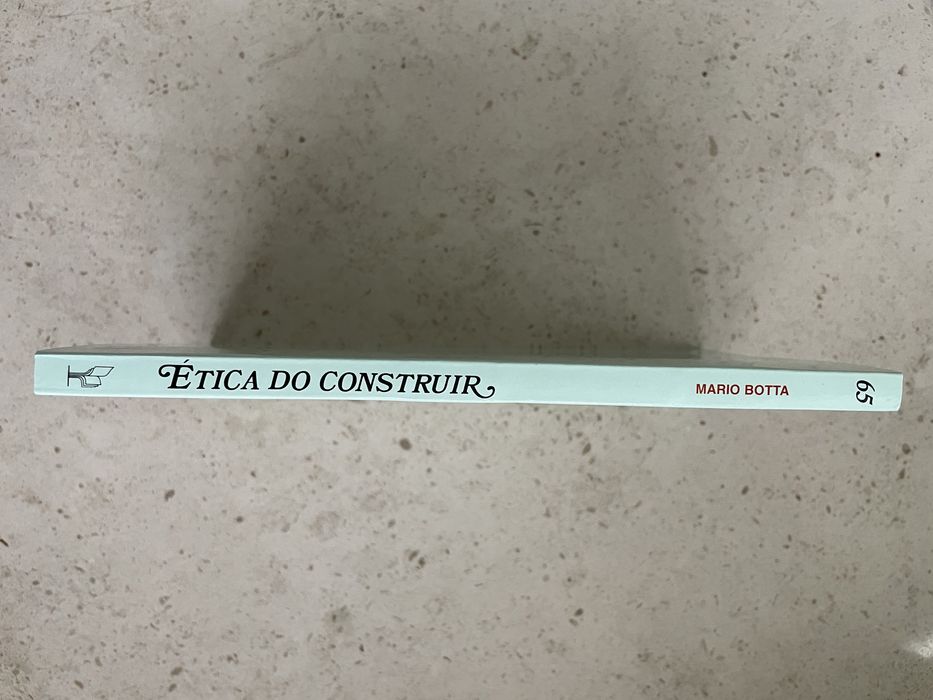 ÉTICA DO CONSTRUIR
MARIO BOTTA
65